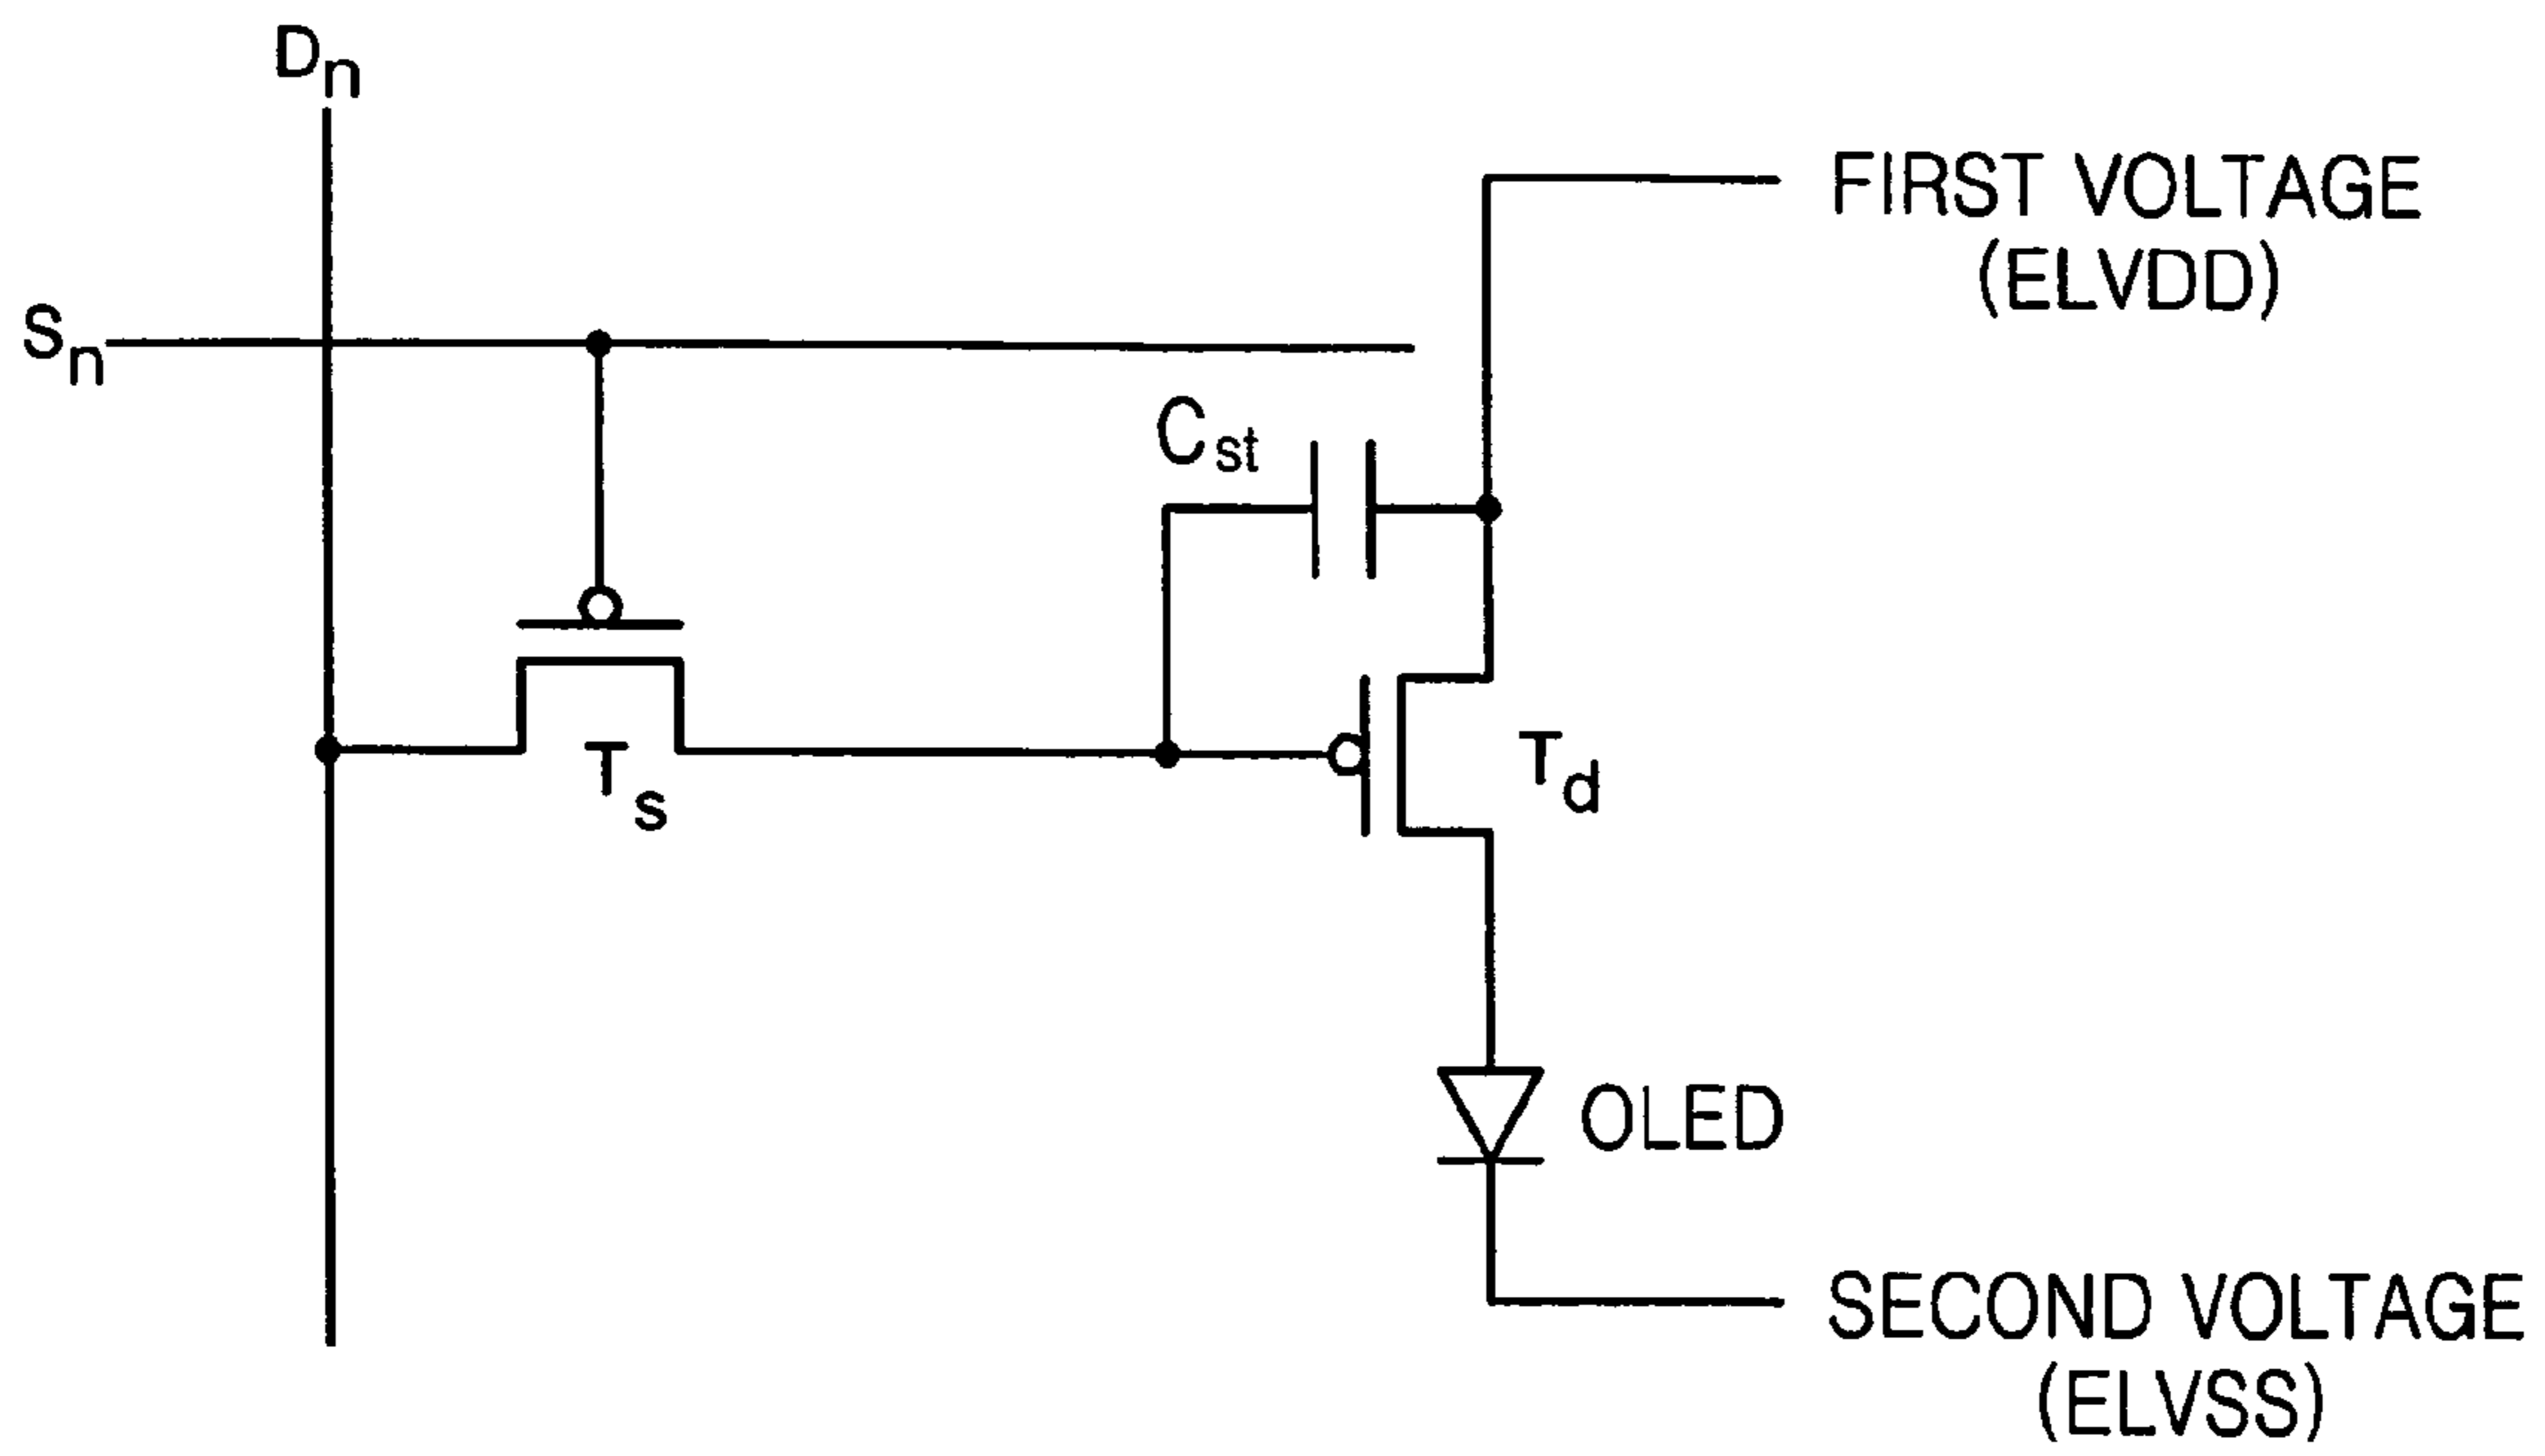 Dn
FIRST VOLTAGE
(ELVDD)
Sn
Cst
Ts
Td
OLED
SECOND VOLTAGE
(ELVSS)